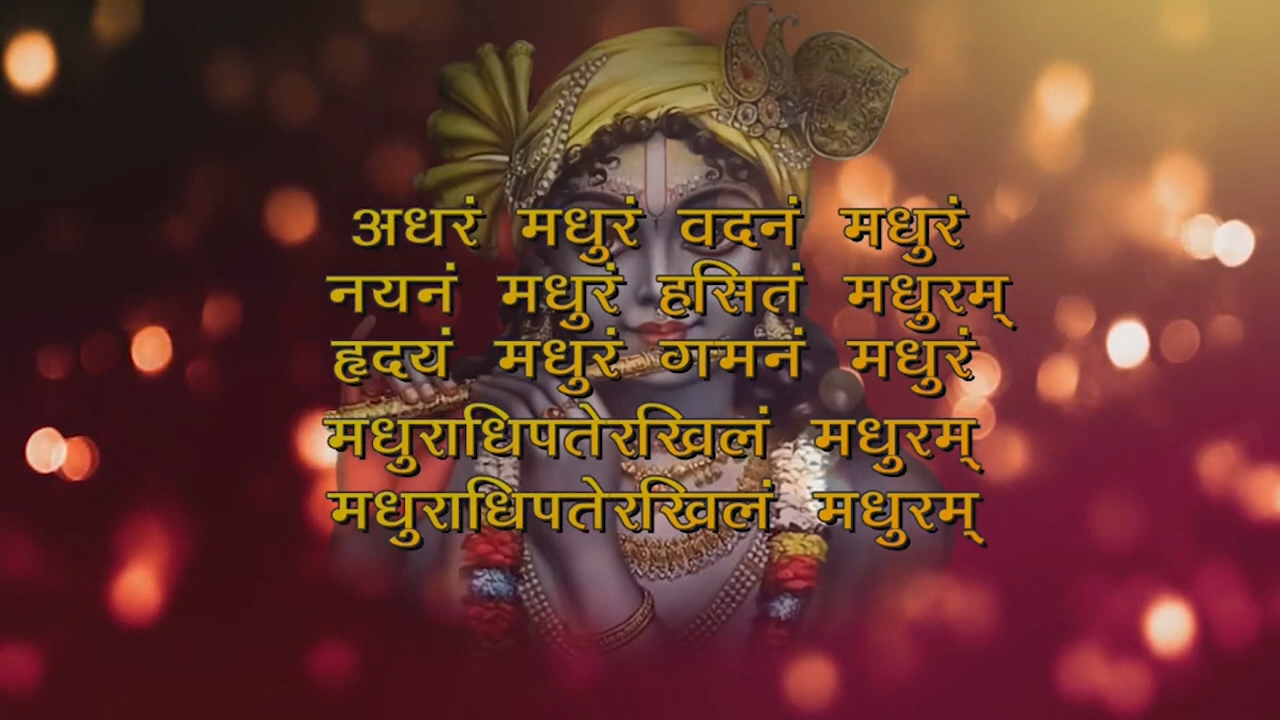 अधरं मधुरं वदनं मधुरं
नयनं मधुरं हसितं मधुरम्
हृदयं मधुरं गमनं मधुरं
मधुराधिपतेरखिलं मधुरम्
मधुराधिपतेरखिलं मधुरम्